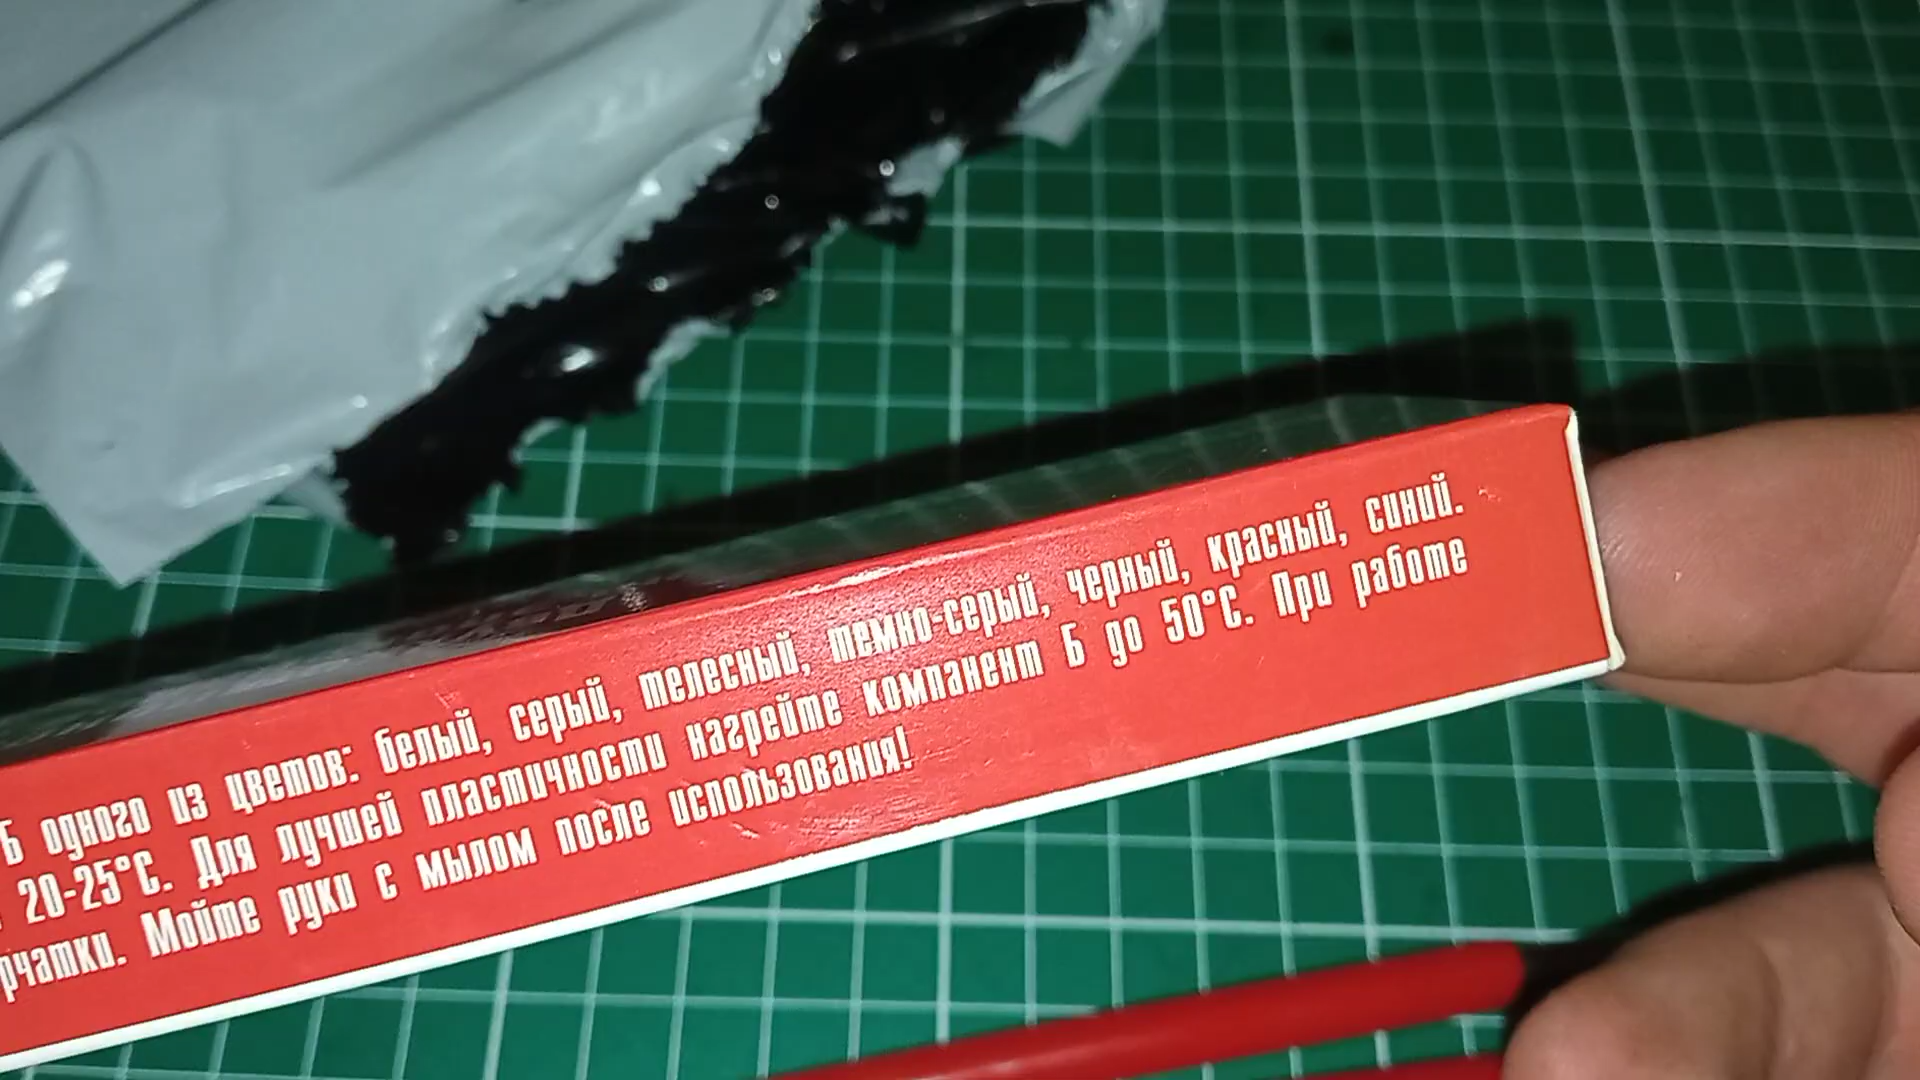 Б одного из цветов: белый, серый, телесный, темно-серый, черный, красный, синий.
20-25°С. Для лучшей пластичности нагрейте компанент Б до 50°С. При работе
рчатки. Мойте руки с мылом после использования!